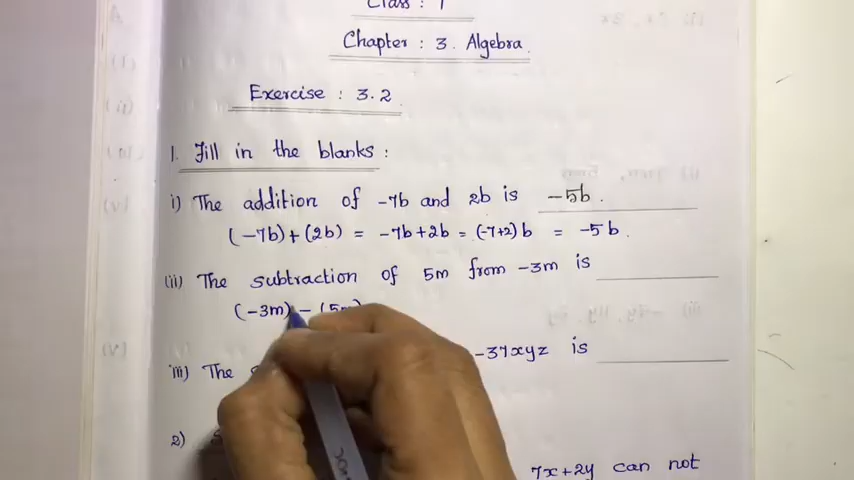 Class : 7
Chapter : 3. Algebra
Exercise : 3.2
1. Fill in the blanks :
i) The addition of -7b and 2b is -5b.
(-7b)+(2b) = -7b+2b = (-7+2)b = -5b.
(ii) The subtraction of 5m from -3m is
(-3m) - (5m)
iii) The -37xyz is
2)
7x+2y can not